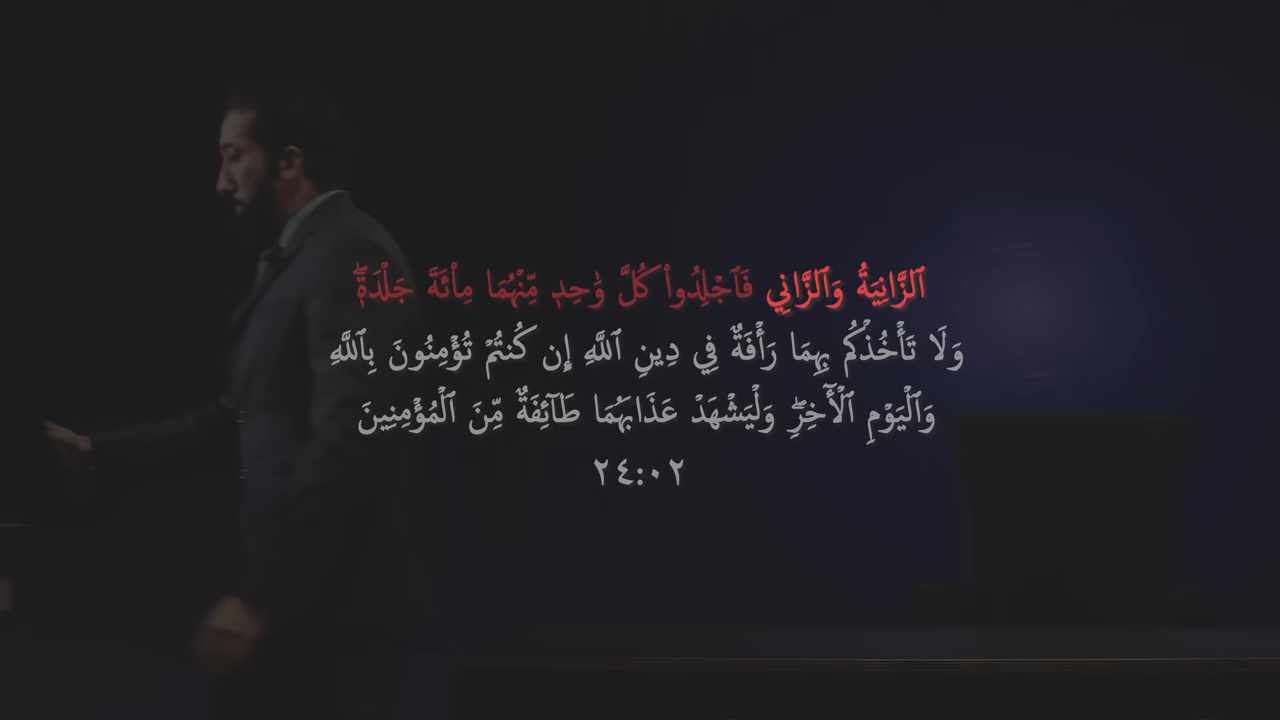 ٱلزَّانِيَةُ وَٱلزَّانِي فَٱجْلِدُوا۟ كُلَّ وَٰحِدٍ مِّنْهُمَا مِا۟ئَةَ جَلْدَةٍ ۖ
وَلَا تَأْخُذْكُم بِهِمَا رَأْفَةٌ فِي دِينِ ٱللَّهِ إِن كُنتُمْ تُؤْمِنُونَ بِٱللَّهِ
وَٱلْيَوْمِ ٱلْأَخِرِ ۖ وَلْيَشْهَدْ عَذَابَهُمَا طَآئِفَةٌ مِّنَ ٱلْمُؤْمِنِينَ
٢٤:٠٢